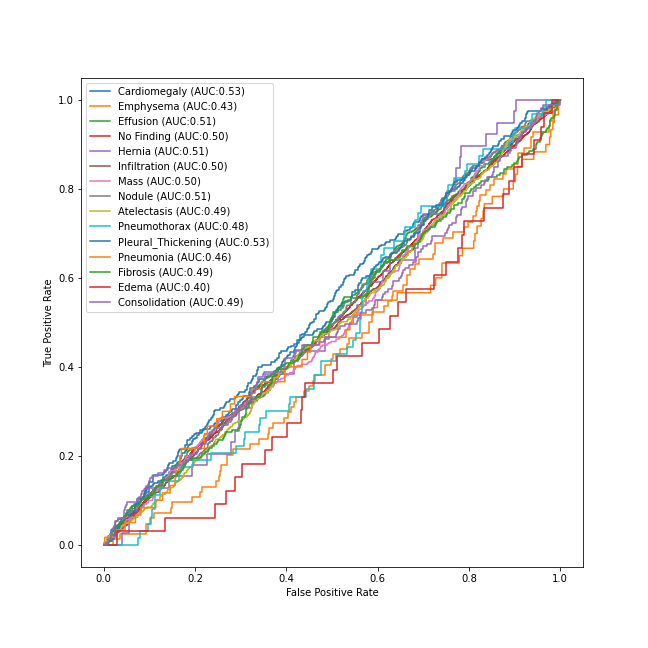 Cardiomegaly (AUC:0.53)
Emphysema (AUC:0.43)
Effusion (AUC:0.51)
No Finding (AUC:0.50)
Hernia (AUC:0.51)
Infiltration (AUC:0.50)
Mass (AUC:0.50)
Nodule (AUC:0.51)
Atelectasis (AUC:0.49)
Pneumothorax (AUC:0.48)
Pleural_Thickening (AUC:0.53)
Pneumonia (AUC:0.46)
Fibrosis (AUC:0.49)
Edema (AUC:0.40)
Consolidation (AUC:0.49)
True Positive Rate
1.0
0.8
0.6
0.4
0.2
0.0
0.0 0.2 0.4 0.6 0.8 1.0
False Positive Rate